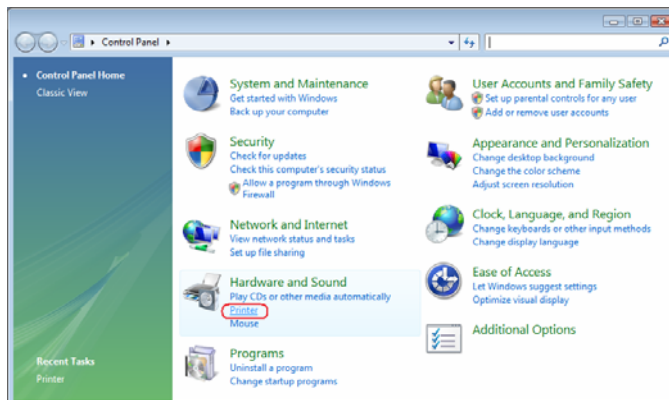 Control Panel
Control Panel Home
Classic View
System and Maintenance
Get started with Windows
Back up your computer
Security
Check for updates
Check this computer's security status
Allow a program through Windows
Firewall
Network and Internet
View network status and tasks
Set up file sharing
Hardware and Sound
Play CDs or other media automatically
Printer
Mouse
Programs
Uninstall a program
Change startup programs
User Accounts and Family Safety
Set up parental controls for any user
Add or remove user accounts
Appearance and Personalization
Change desktop background
Change the color scheme
Adjust screen resolution
Clock, Language, and Region
Change keyboards or other input methods
Change display language
Ease of Access
Let Windows suggest settings
Optimize visual display
Additional Options
Recent Tasks
Printer